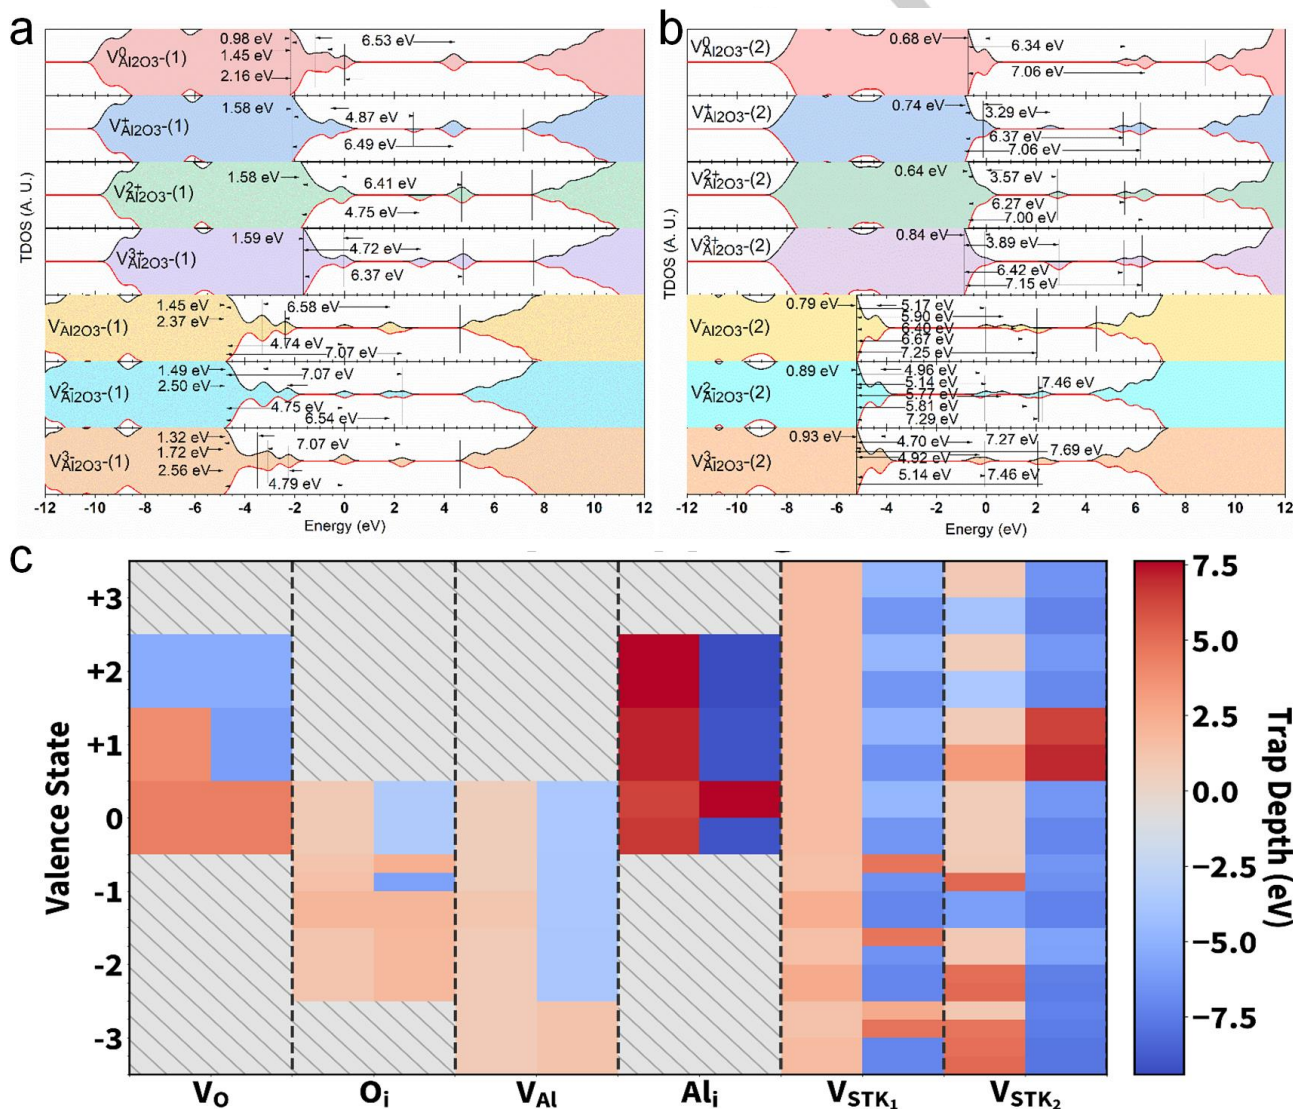 a
TDOS (A. U.)
V⁰Al2O3-(1)
0.98 eV
1.45 eV
2.16 eV
6.53 eV
V⁺Al2O3-(1)
1.58 eV
4.87 eV
6.49 eV
V²⁺Al2O3-(1)
1.58 eV
6.41 eV
4.75 eV
V³⁺Al2O3-(1)
1.59 eV
4.72 eV
6.37 eV
V⁻Al2O3-(1)
1.45 eV
2.37 eV
6.58 eV
4.74 eV
7.07 eV
V²⁻Al2O3-(1)
1.49 eV
2.50 eV
7.07 eV
4.75 eV
6.54 eV
V³⁻Al2O3-(1)
1.32 eV
1.72 eV
2.56 eV
7.07 eV
4.79 eV
-12 -10 -8 -6 -4 -2 0 2 4 6 8 10 12
Energy (eV)
b
TDOS (A. U.)
V⁰Al2O3-(2)
0.68 eV
6.34 eV
7.06 eV
V⁺Al2O3-(2)
0.74 eV
3.29 eV
6.37 eV
7.06 eV
V²⁺Al2O3-(2)
0.64 eV
3.57 eV
6.27 eV
7.00 eV
V³⁺Al2O3-(2)
0.84 eV
3.89 eV
6.42 eV
7.15 eV
V⁻Al2O3-(2)
0.79 eV
5.17 eV
5.90 eV
6.40 eV
6.67 eV
7.25 eV
V²⁻Al2O3-(2)
0.89 eV
4.96 eV
5.14 eV
7.46 eV
5.77 eV
5.81 eV
7.29 eV
V³⁻Al2O3-(2)
0.93 eV
4.70 eV
7.27 eV
7.69 eV
4.92 eV
5.14 eV
7.46 eV
-12 -10 -8 -6 -4 -2 0 2 4 6 8 10 12
Energy (eV)
c
Valence State
+3
+2
+1
0
-1
-2
-3
V_O O_i V_Al Al_i V_STK₁ V_STK₂
7.5
5.0
2.5
0.0
−2.5
−5.0
−7.5
Trap Depth (eV)